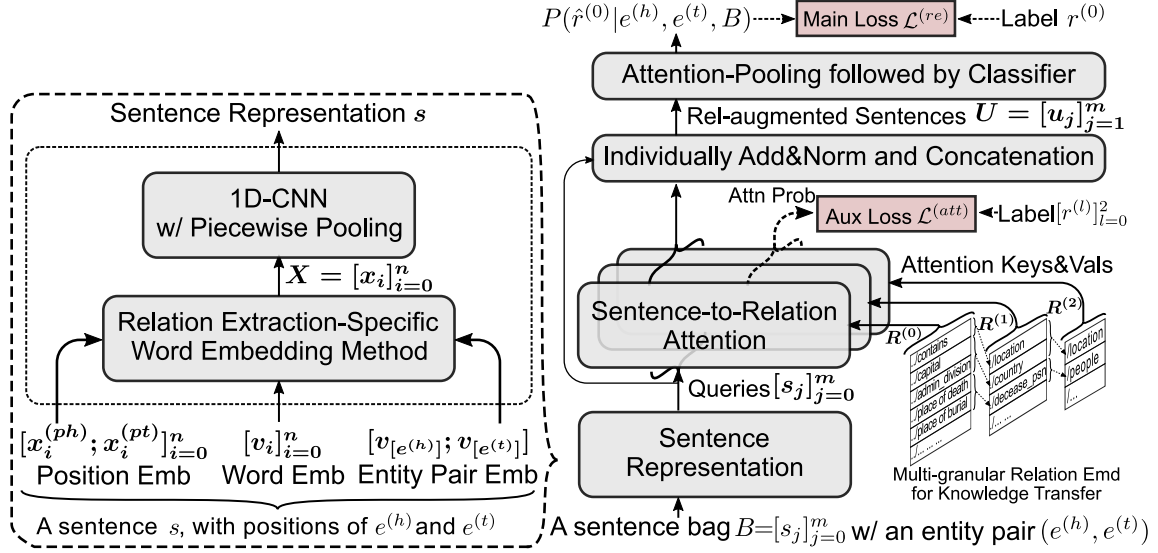 Sentence Representation s
1D-CNN
w/ Piecewise Pooling
X = [x_i]_{i=0}^{n}
Relation Extraction-Specific
Word Embedding Method
[x_i^{(ph)}; x_i^{(pt)}]_{i=0}^{n}
Position Emb
[v_i]_{i=0}^{n}
Word Emb
[v_{[e^{(h)}]}; v_{[e^{(t)}]}]
Entity Pair Emb
A sentence s, with positions of e^{(h)} and e^{(t)}
P(r̂^{(0)}|e^{(h)}, e^{(t)}, B)
Main Loss ℒ^{(re)}
Label r^{(0)}
Attention-Pooling followed by Classifier
Rel-augmented Sentences U = [u_j]_{j=1}^{m}
Individually Add&Norm and Concatenation
Attn Prob
Aux Loss ℒ^{(att)}
Label[r^{(l)}]_{l=0}^{2}
Attention Keys&Vals
Sentence-to-Relation
Attention
R^{(0)}
R^{(1)}
R^{(2)}
../contains
../capital
../admin_division
../place of death
../place of burial
../... ...
../location
../country
../decease_psn
/... ...
/location
/people
/...
Queries [s_j]_{j=0}^{m}
Sentence
Representation
Multi-granular Relation Emd
for Knowledge Transfer
A sentence bag B=[s_j]_{j=0}^{m} w/ an entity pair (e^{(h)}, e^{(t)})